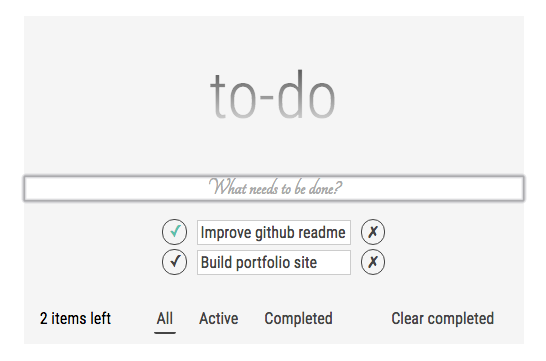 to-do
What needs to be done?
✓ Improve github readme ✗
✓ Build portfolio site ✗
2 items left All Active Completed Clear completed